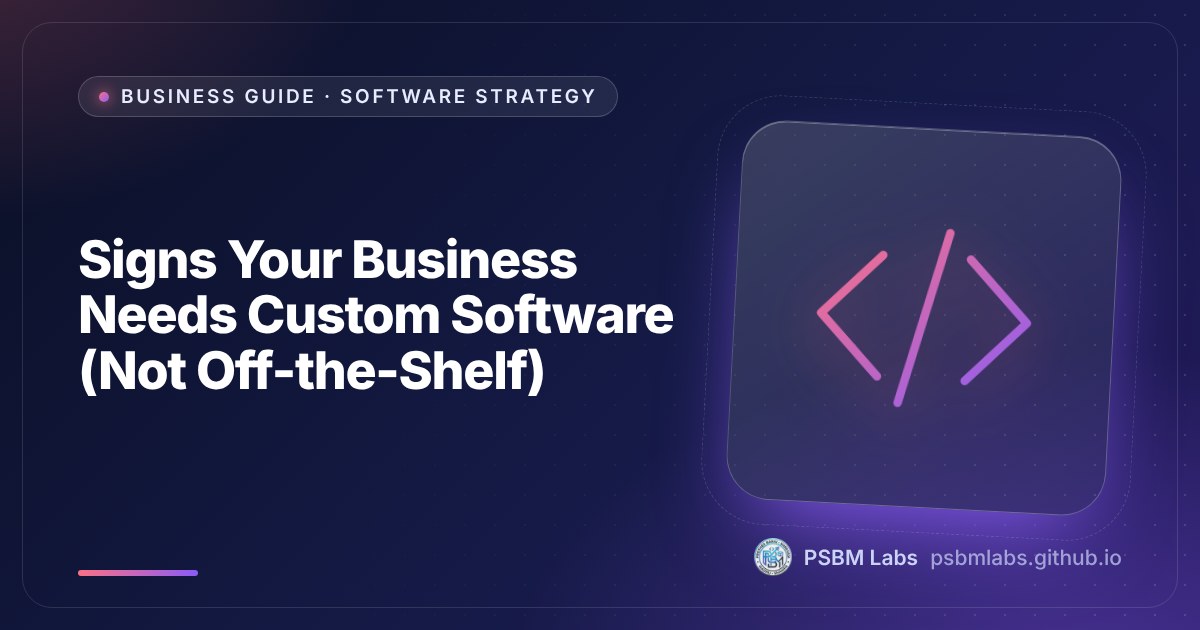 BUSINESS GUIDE · SOFTWARE STRATEGY
Signs Your Business
Needs Custom Software
(Not Off-the-Shelf)
PSBM Labs psbmlabs.github.io